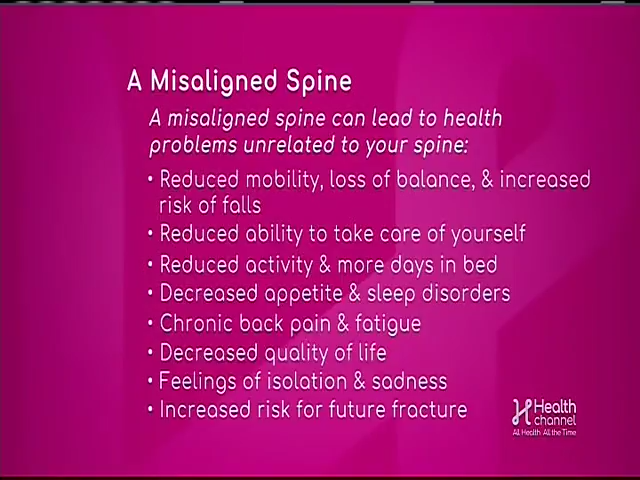 A Misaligned Spine
A misaligned spine can lead to health
problems unrelated to your spine:
• Reduced mobility, loss of balance, & increased
risk of falls
• Reduced ability to take care of yourself
• Reduced activity & more days in bed
• Decreased appetite & sleep disorders
• Chronic back pain & fatigue
• Decreased quality of life
• Feelings of isolation & sadness
• Increased risk for future fracture
Health
channel
All Health All the Time